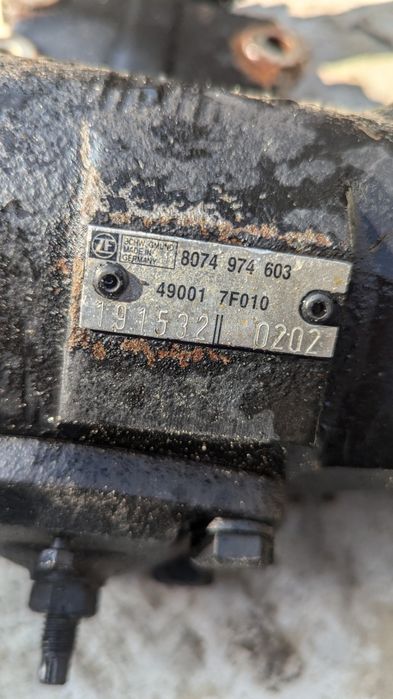 ZF
SCHW. GMÜND
MADE IN
GERMANY
8074 974 603
- 49001 7F010
191532|| 0202